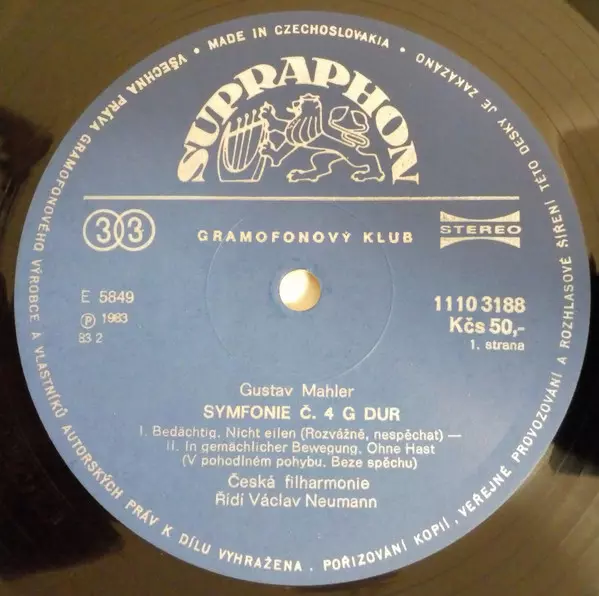 VŠECHNA PRÁVA GRAMOFONOVÉHO VÝROBCE A VLASTNÍKŮ AUTORSKÝCH PRÁV K DÍLU VYHRAŽENA . POŘIZOVÁNÍ KOPIÍ, VEŘEJNÉ PROVOZOVÁNÍ A ROZHLASOVÉ ŠÍŘENÍ TÉTO DESKY JE ZAKÁZÁNO • MADE IN CZECHOSLOVAKIA •
SUPRAPHON
33
GRAMOFONOVÝ KLUB
STEREO
E 5849
Ⓟ 1983
83 2
1110 3188
Kčs 50,-
1. strana
Gustav Mahler
SYMFONIE Č. 4 G DUR
I. Bedächtig. Nicht eilen (Rozvážně, nespěchat) —
II. In gemächlicher Bewegung. Ohne Hast
(V pohodlném pohybu. Beze spěchu)
Česká filharmonie
Řídí Václav Neumann